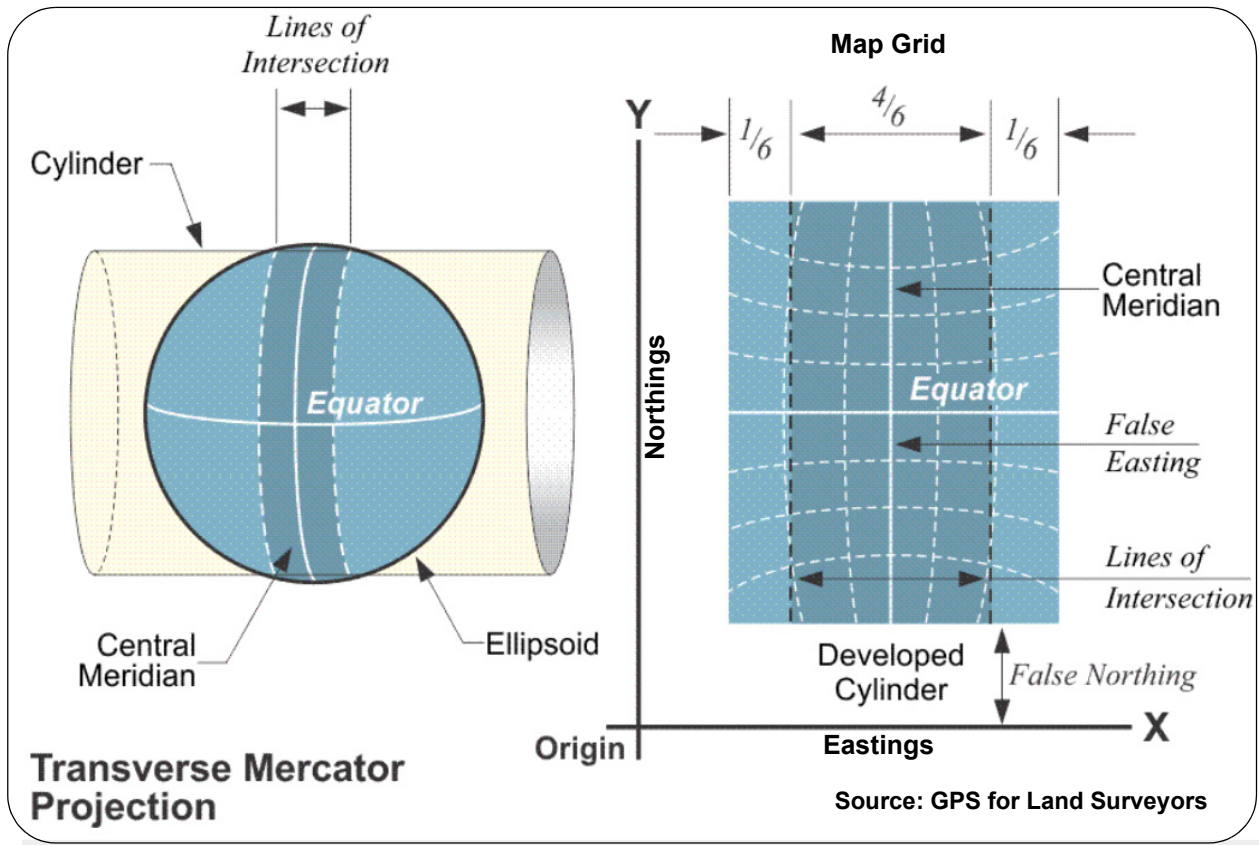 Lines of
Intersection
Cylinder
Equator
Central
Meridian
Ellipsoid
Transverse Mercator
Projection
Map Grid
Y
1/6
4/6
1/6
Central
Meridian
Northings
Equator
False
Easting
Lines of
Intersection
Developed
Cylinder
False Northing
X
Origin
Eastings
Source: GPS for Land Surveyors